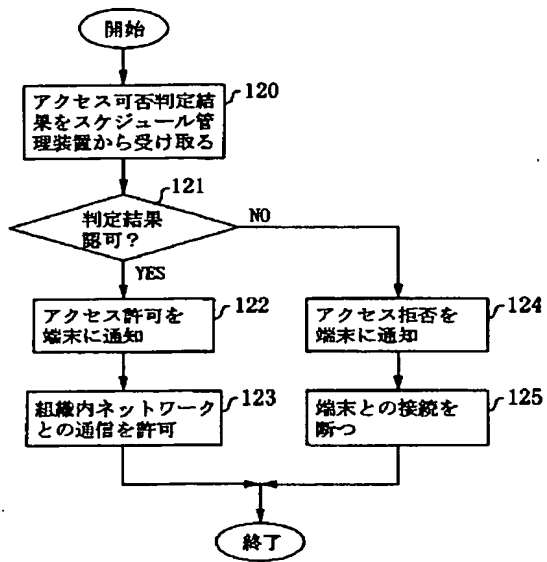 開始
アクセス可否判定結
果をスケジュール管
理装置から受け取る
120
121
判定結果
認可？
NO
YES
アクセス許可を
端末に通知
122
アクセス拒否を
端末に通知
124
組織内ネットワーク
との通信を許可
123
端末との接続を
断つ
125
終了